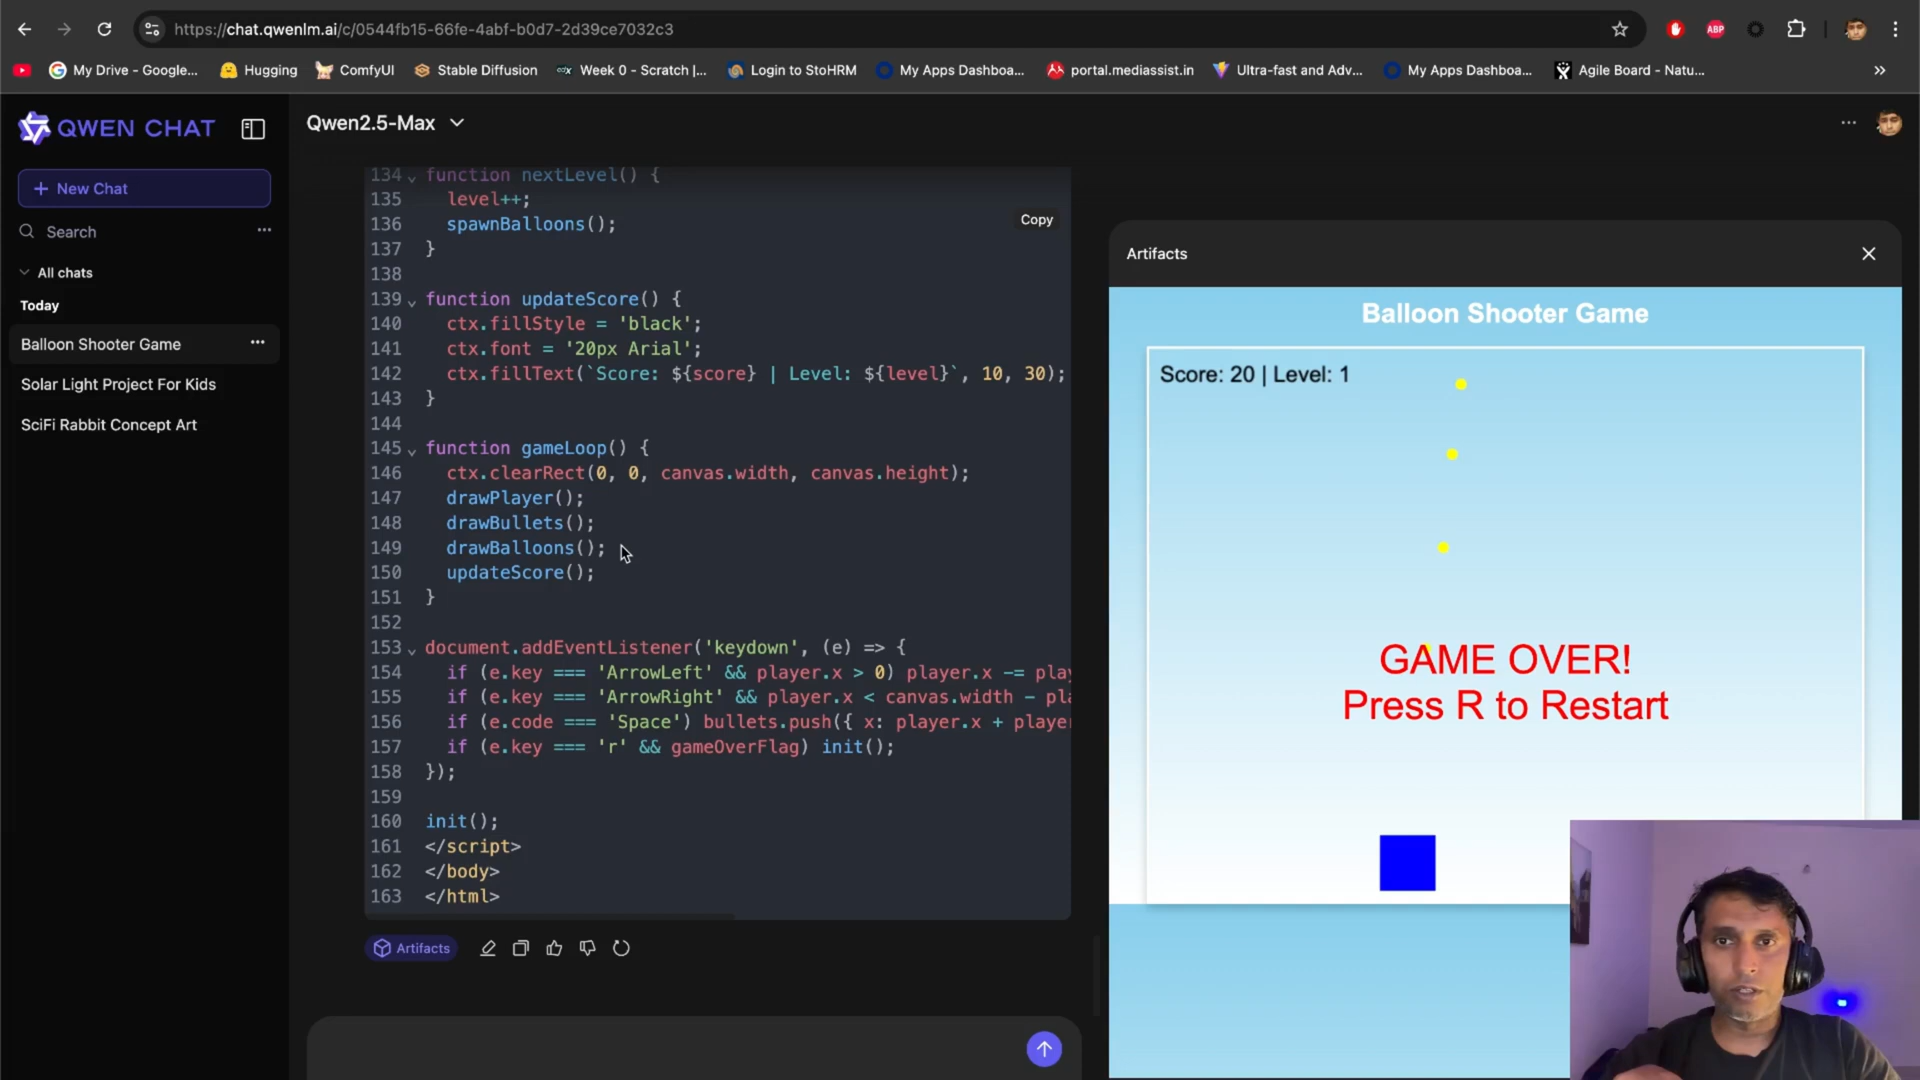 https://chat.qwenlm.ai/c/0544fb15-66fe-4abf-b0d7-2d39ce7032c3
ABP
My Drive - Google...
Hugging
ComfyUI
Stable Diffusion
Week 0 - Scratch |...
Login to StoHRM
My Apps Dashboa...
portal.mediassist.in
Ultra-fast and Adv...
My Apps Dashboa...
Agile Board - Natu...
QWEN CHAT
New Chat
Search
All chats
Today
Balloon Shooter Game
Solar Light Project For Kids
SciFi Rabbit Concept Art
Qwen2.5-Max
Copy
134 function nextLevel() {
135 level++;
136 spawnBalloons();
137 }
138
139 function updateScore() {
140 ctx.fillStyle = 'black';
141 ctx.font = '20px Arial';
142 ctx.fillText(`Score: ${score} | Level: ${level}`, 10, 30);
143 }
144
145 function gameLoop() {
146 ctx.clearRect(0, 0, canvas.width, canvas.height);
147 drawPlayer();
148 drawBullets();
149 drawBalloons();
150 updateScore();
151 }
152
153 document.addEventListener('keydown', (e) => {
154 if (e.key === 'ArrowLeft' && player.x > 0) player.x -= play
155 if (e.key === 'ArrowRight' && player.x < canvas.width - pla
156 if (e.code === 'Space') bullets.push({ x: player.x + player
157 if (e.key === 'r' && gameOverFlag) init();
158 });
159
160 init();
161 </script>
162 </body>
163 </html>
Artifacts
Artifacts
Balloon Shooter Game
Score: 20 | Level: 1
GAME OVER!
Press R to Restart